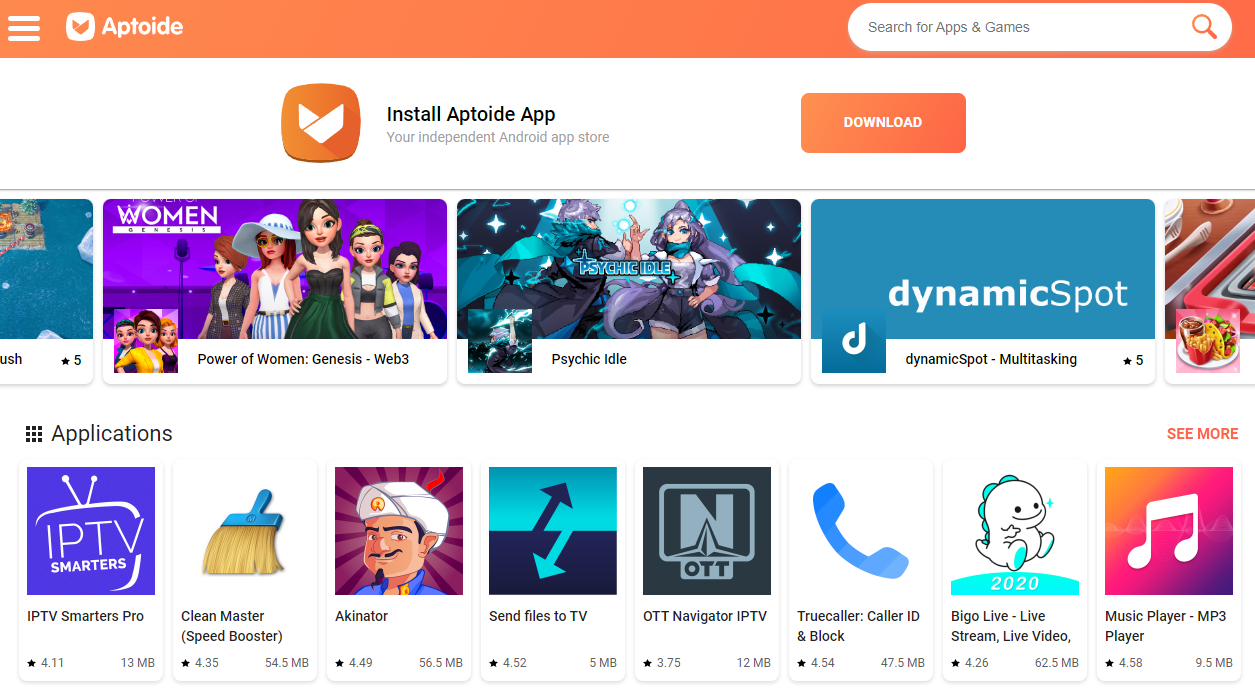 Aptoide
Search for Apps & Games
Install Aptoide App
Your independent Android app store
DOWNLOAD
POWER OF
WOMEN
GENESIS
PSYCHIC IDLE
dynamicSpot
d
ush
5
Power of Women: Genesis - Web3
Psychic Idle
dynamicSpot - Multitasking
5
Applications
SEE MORE
IPTV
SMARTERS
N
OTT
2020
IPTV Smarters Pro
4.11 13 MB
Clean Master
(Speed Booster)
4.35 54.5 MB
Akinator
4.49 56.5 MB
Send files to TV
4.52 5 MB
OTT Navigator IPTV
3.75 12 MB
Truecaller: Caller ID
& Block
4.54 47.5 MB
Bigo Live - Live
Stream, Live Video,
4.26 62.5 MB
Music Player - MP3
Player
4.58 9.5 MB